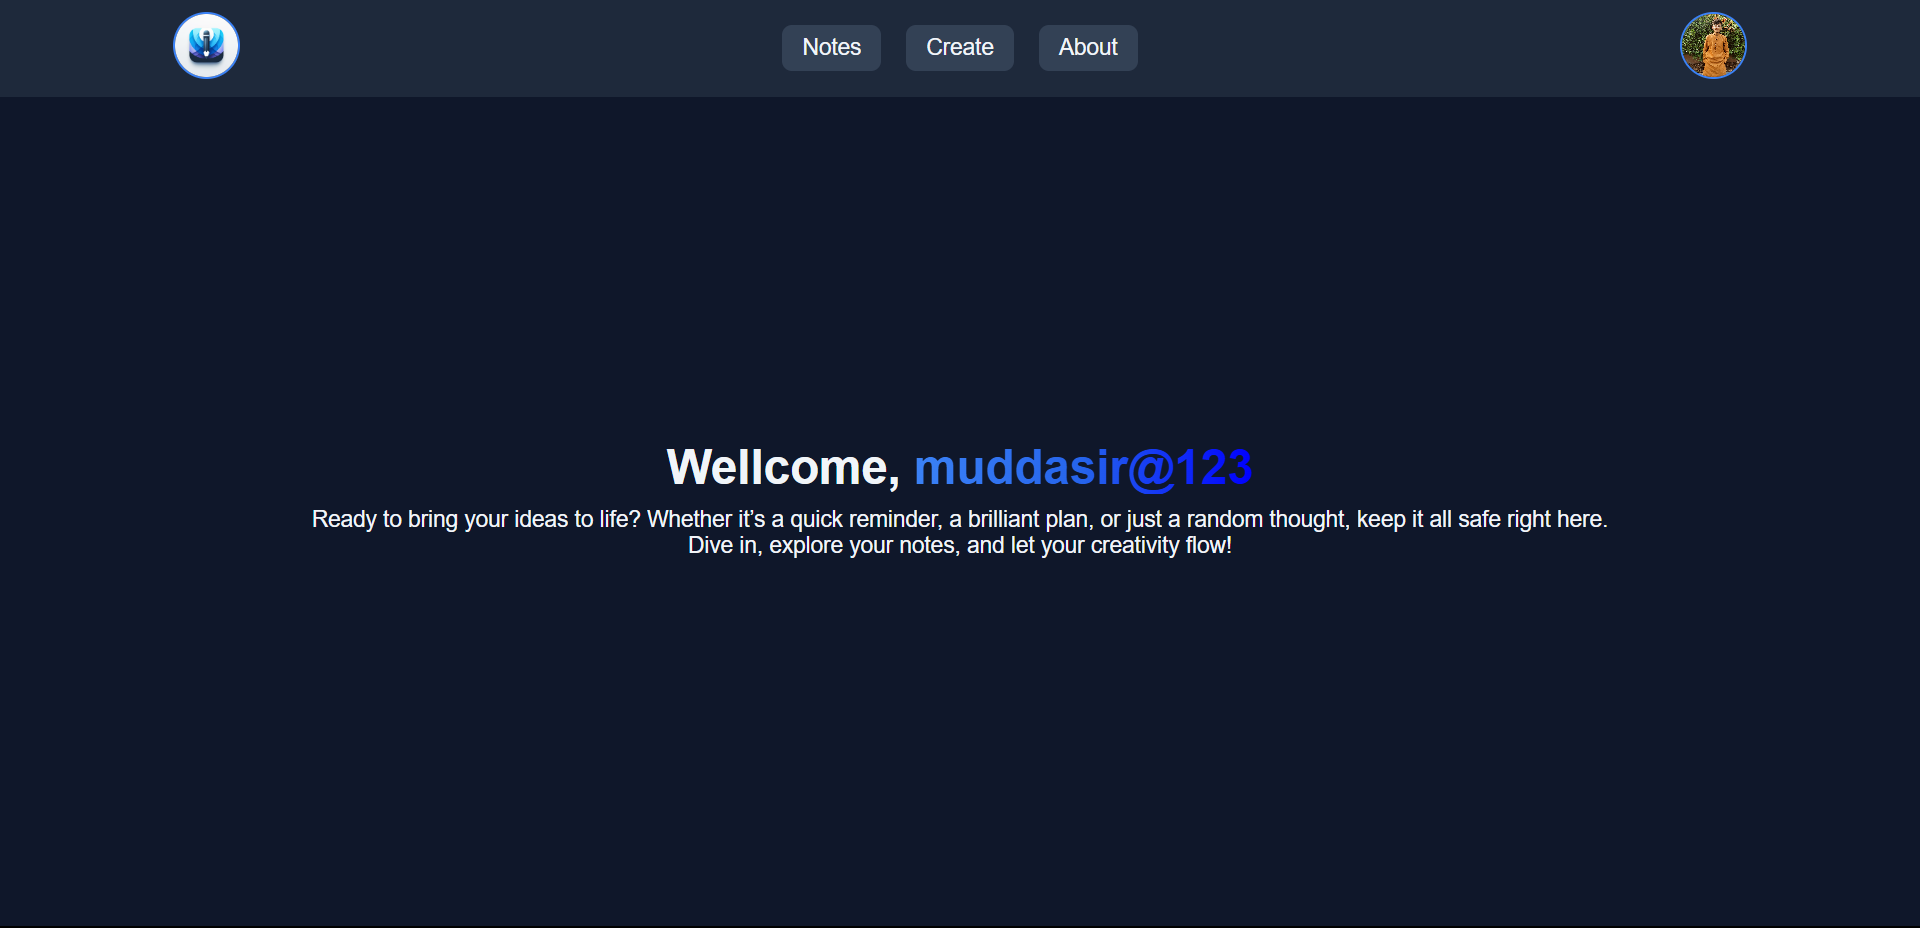 Notes
Create
About
Wellcome, muddasir@123
Ready to bring your ideas to life? Whether it’s a quick reminder, a brilliant plan, or just a random thought, keep it all safe right here.
Dive in, explore your notes, and let your creativity flow!